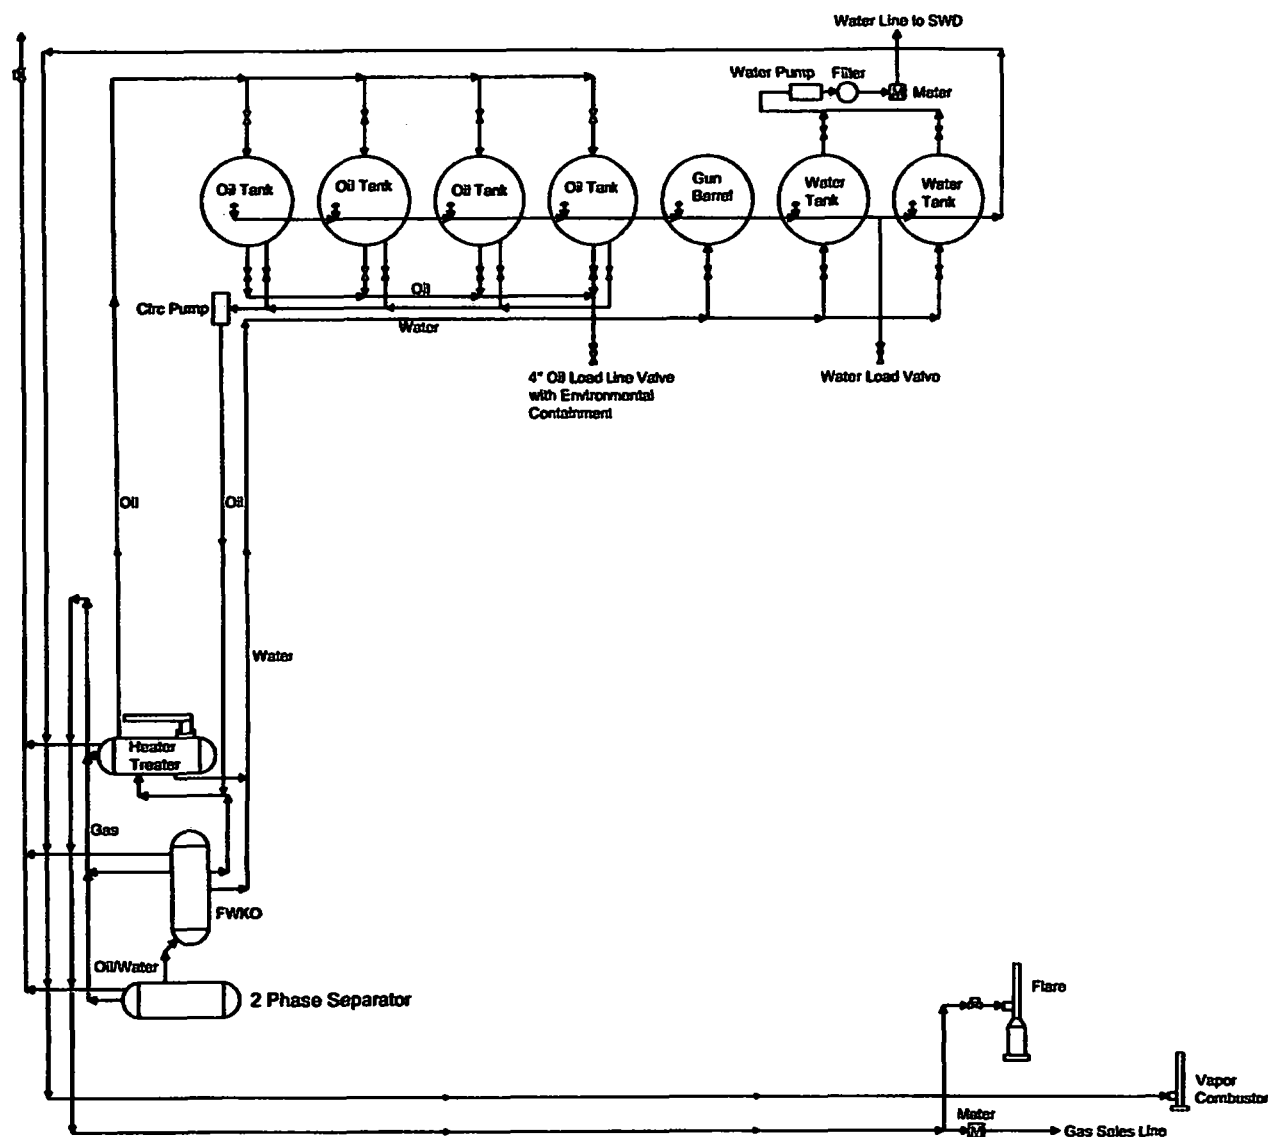 Water Line to SWD
Water Pump
Filter
Meter
Oil Tank
Oil Tank
Oil Tank
Oil Tank
Gun
Barrel
Water
Tank
Water
Tank
Oil
Circ Pump
Water
4" Oil Load Line Valve
with Environmental
Containment
Water Load Valve
Oil
Oil
Water
Heater
Treater
Gas
FWKO
Oil/Water
2 Phase Separator
Flare
Vapor
Combustor
Meter
M
Gas Sales Line